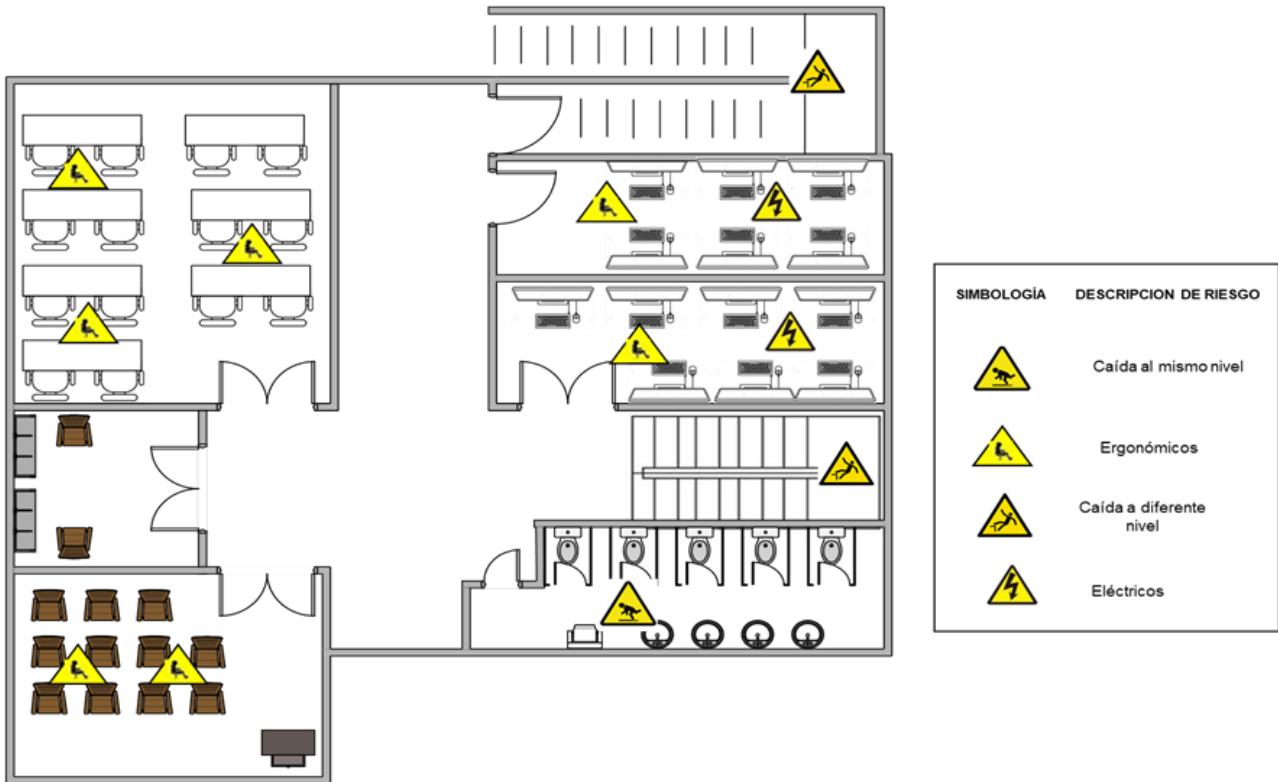 SIMBOLOGÍA DESCRIPCION DE RIESGO
Caída al mismo nivel
Ergonómicos
Caída a diferente
nivel
Eléctricos